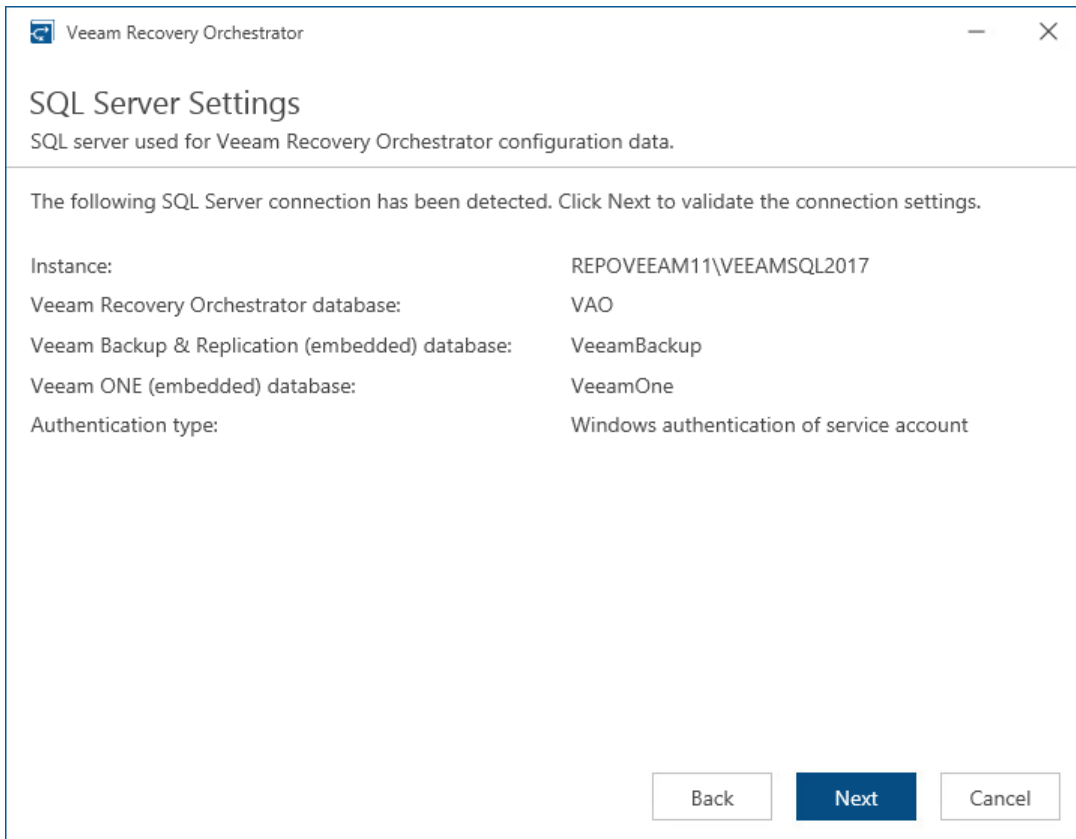 Veeam Recovery Orchestrator
SQL Server Settings
SQL server used for Veeam Recovery Orchestrator configuration data.
The following SQL Server connection has been detected. Click Next to validate the connection settings.
Instance: REPOVEEAM11\VEEAMSQL2017
Veeam Recovery Orchestrator database: VAO
Veeam Backup & Replication (embedded) database: VeeamBackup
Veeam ONE (embedded) database: VeeamOne
Authentication type: Windows authentication of service account
Back Next Cancel